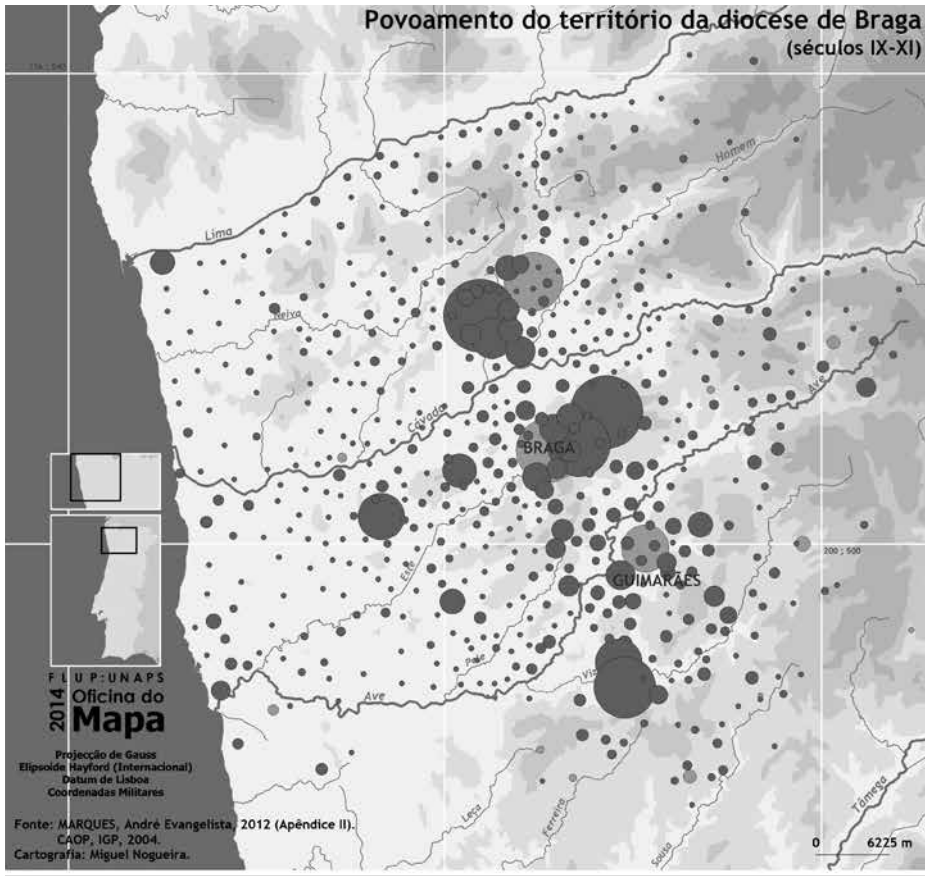 Povoamento do território da diocese de Braga
(séculos IX-XI)
Homem
Lima
Neiva
Ave
Cávado
BRAGA
200 ; 500
Este
GUIMARÃES
Pele
Ave
F L U P : U N A P S
2014
Oficina do
Mapa
Projecção de Gauss
Elipsoide Hayford (Internacional)
Datum de Lisboa
Coordenadas Militares
Leça
Ferreira
Sousa
Tâmega
Fonte: MARQUES, André Evangelista, 2012 (Apêndice II).
CAOP, IGP, 2004.
Cartografia: Miguel Nogueira.
0 6225 m